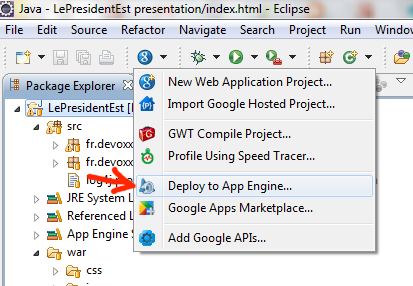 Java - LePresidentEst presentation/index.html - Eclipse
File Edit Source Refactor Navigate Search Project Run Window
Package Explorer
New Web Application Project...
Import Google Hosted Project...
GWT Compile Project...
Profile Using Speed Tracer...
Deploy to App Engine...
Google Apps Marketplace...
Add Google APIs...
LePresidentEst
src
fr.devoxx
fr.devoxx
JRE System L
Referenced L
App Engine S
war
css